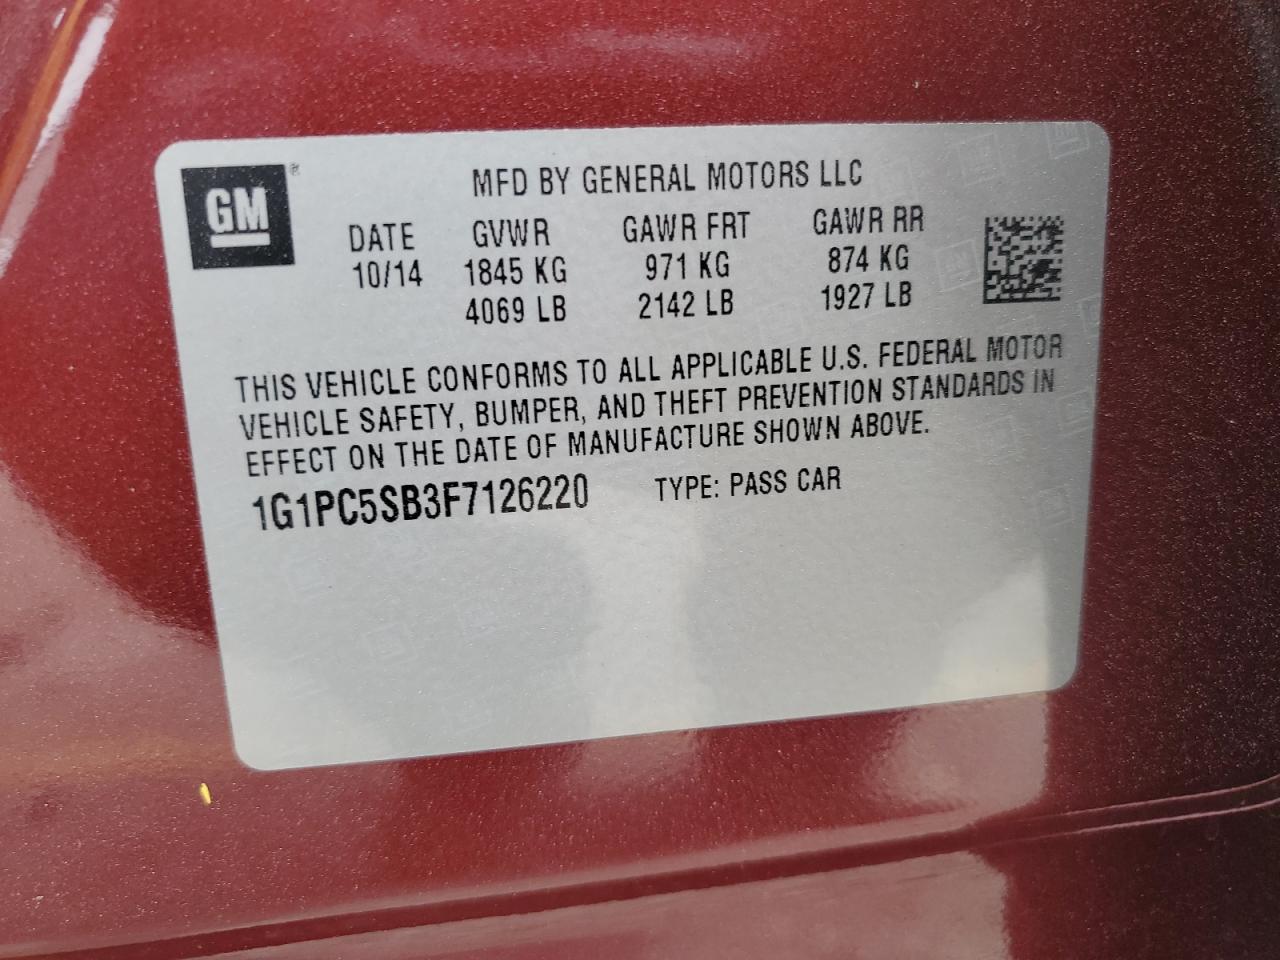 GM®
MFD BY GENERAL MOTORS LLC
DATE GVWR GAWR FRT GAWR RR
10/14 1845 KG 971 KG 874 KG
4069 LB 2142 LB 1927 LB
THIS VEHICLE CONFORMS TO ALL APPLICABLE U.S. FEDERAL MOTOR
VEHICLE SAFETY, BUMPER, AND THEFT PREVENTION STANDARDS IN
EFFECT ON THE DATE OF MANUFACTURE SHOWN ABOVE.
1G1PC5SB3F7126220 TYPE: PASS CAR